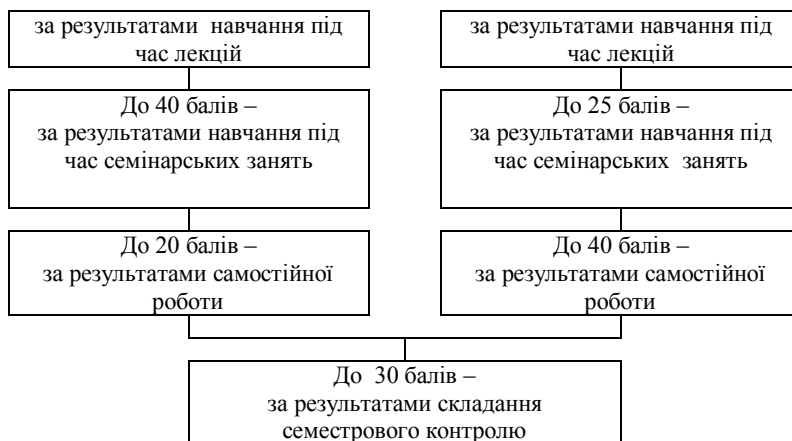 за результатами навчання під
час лекцій
До 40 балів –
за результатами навчання під
час семінарських занять
До 20 балів –
за результатами самостійної
роботи
за результатами навчання під
час лекцій
До 25 балів –
за результатами навчання під
час семінарських занять
До 40 балів –
за результатами самостійної
роботи
До 30 балів –
за результатами складання
семестрового контролю